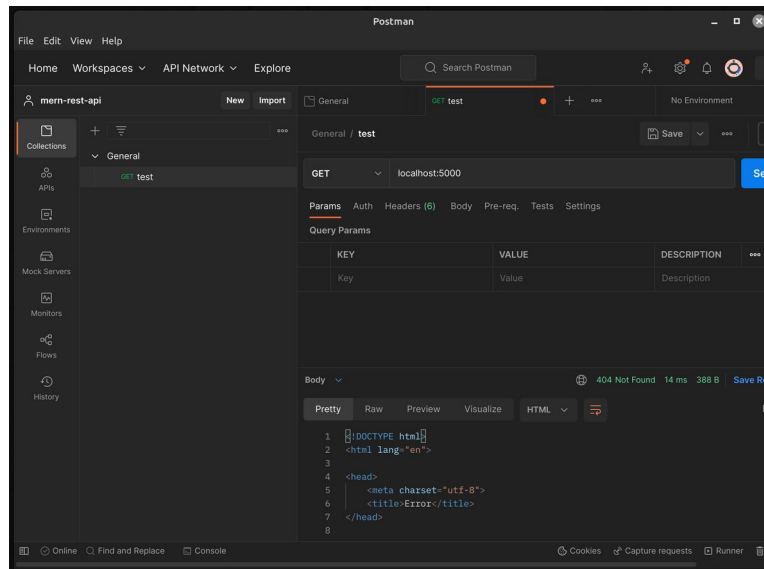 Postman
File Edit View Help
Home Workspaces API Network Explore Search Postman
mern-rest-api New Import General GET test No Environment
Collections
General / test Save
General
GET test
APIs
GET localhost:5000
Environments
Params Auth Headers (6) Body Pre-req. Tests Settings
Query Params
KEY VALUE DESCRIPTION
Key Value Description
Mock Servers
Monitors
Flows
History
Body 404 Not Found 14 ms 388 B Save
Pretty Raw Preview Visualize HTML
1 <!DOCTYPE html>
2 <html lang="en">
3
4 <head>
5 <meta charset="utf-8">
6 <title>Error</title>
7 </head>
8
Online Find and Replace Console Cookies Capture requests Runner